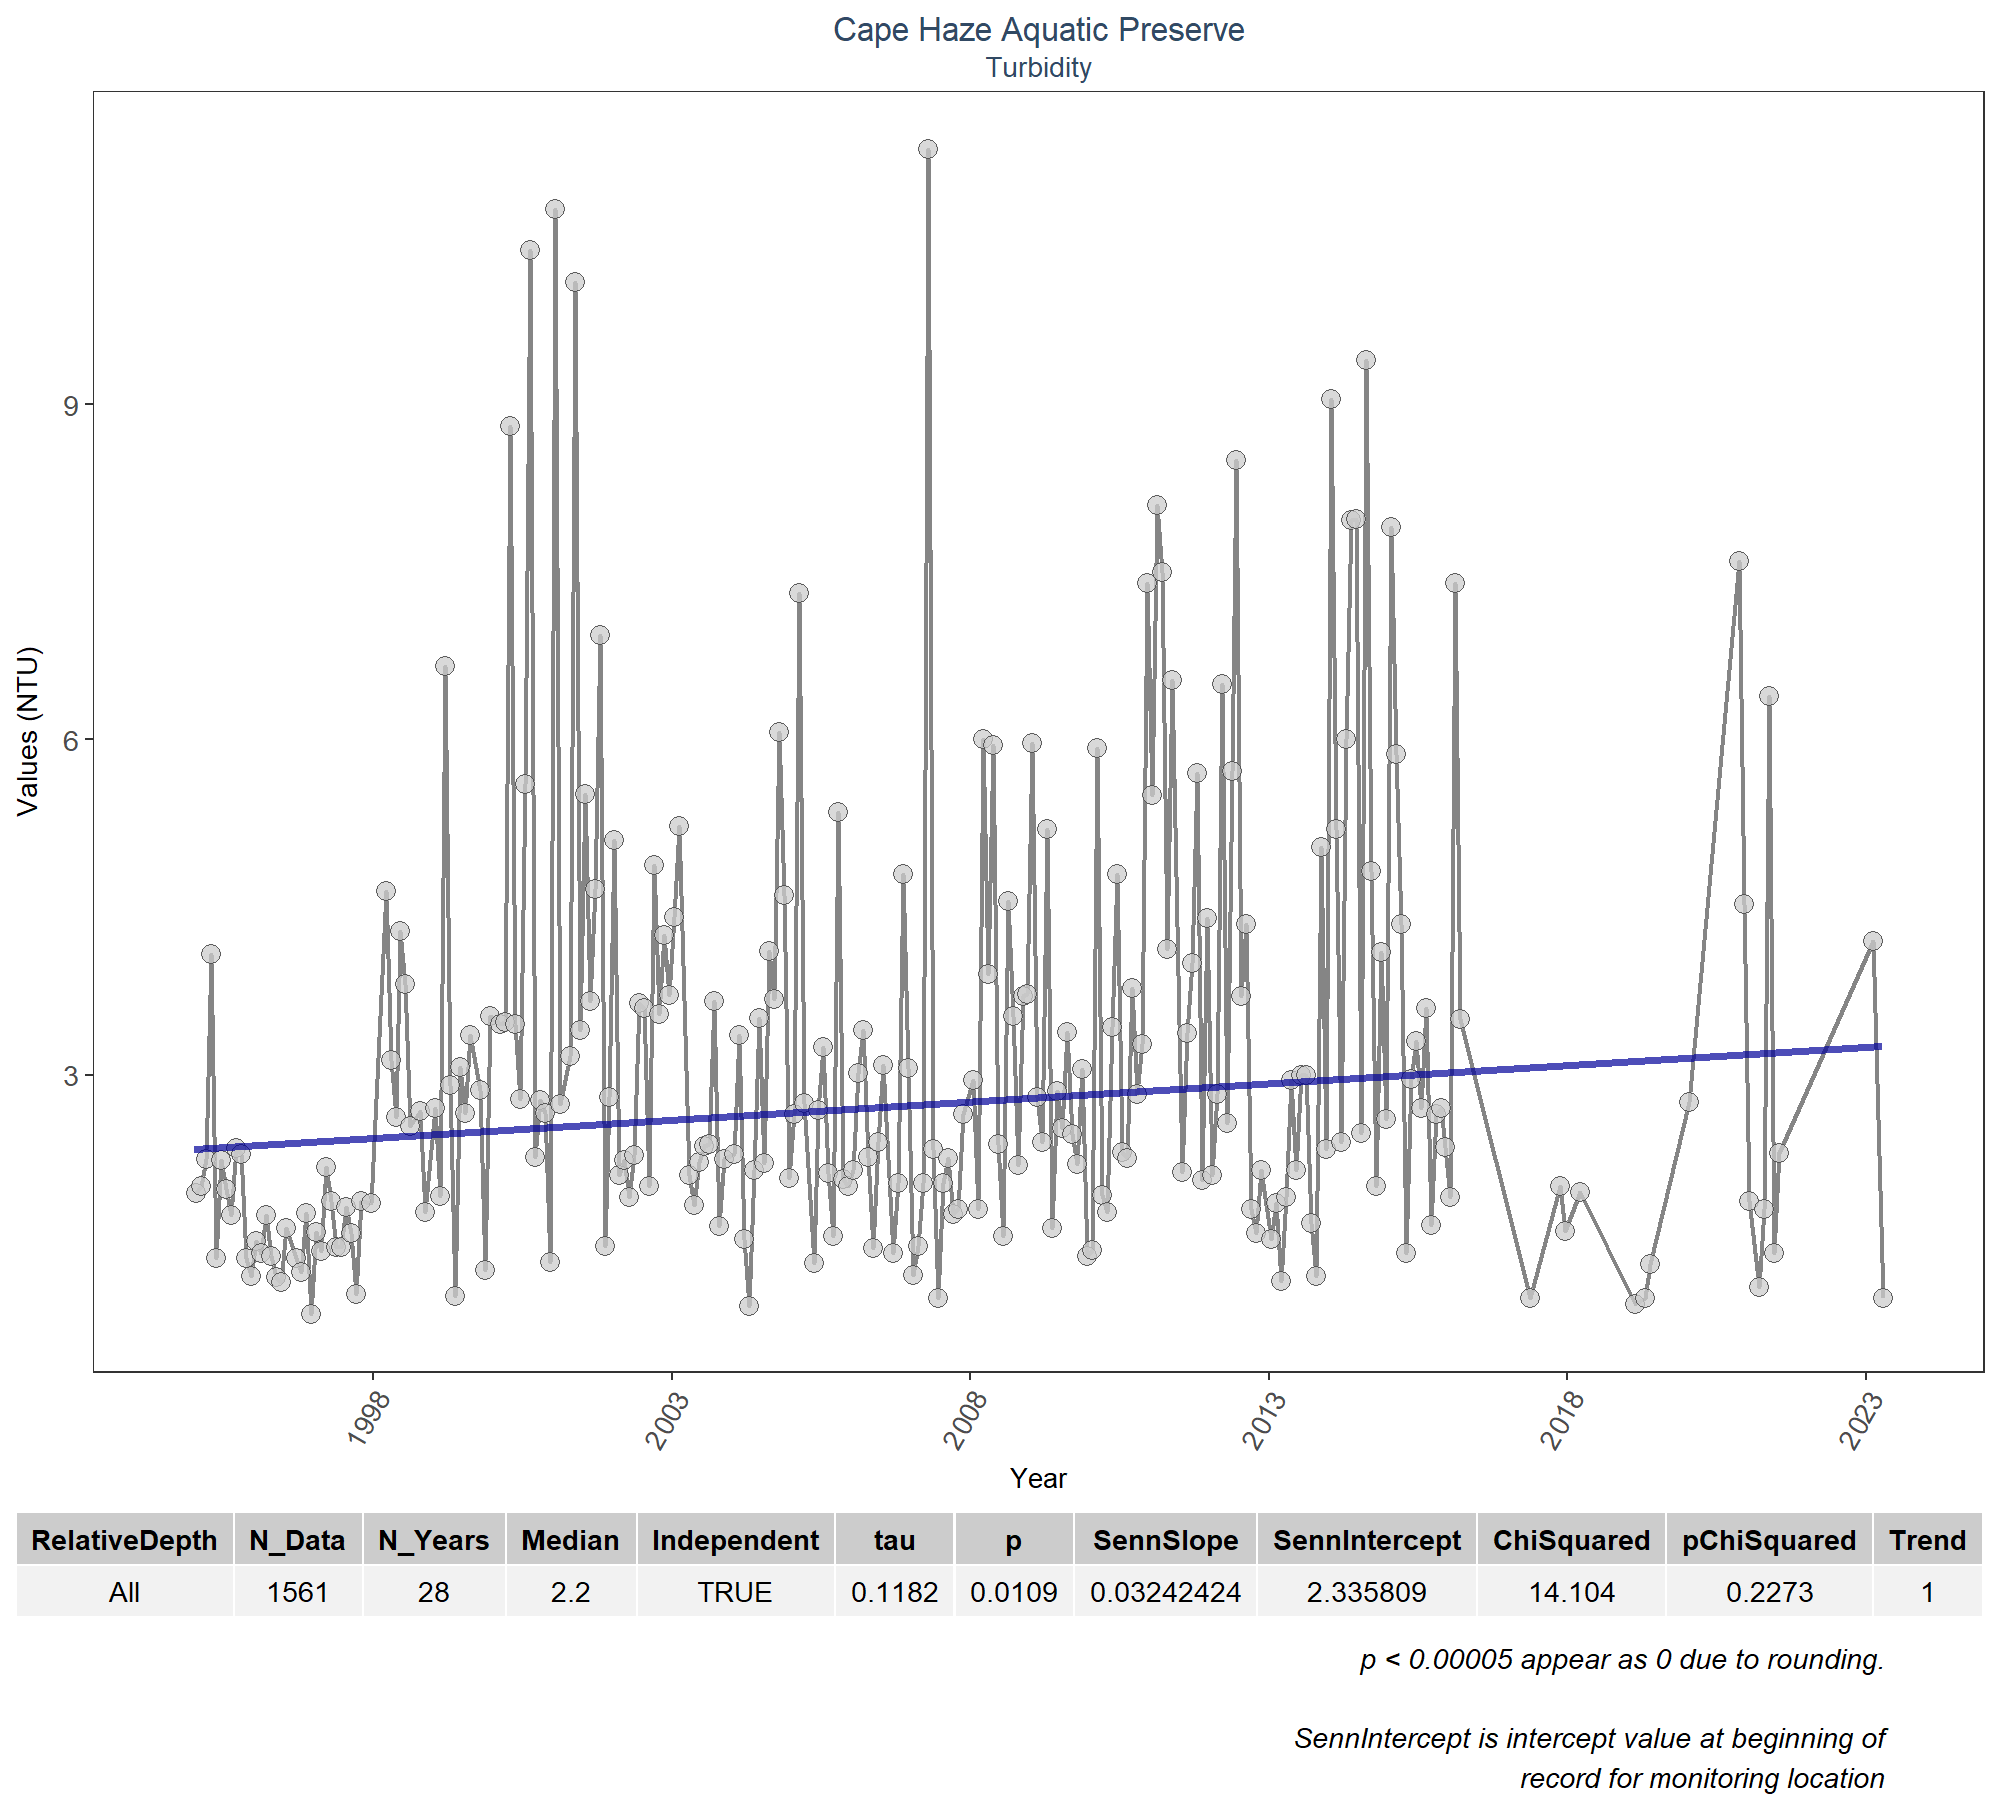 Cape Haze Aquatic Preserve
Turbidity
Values (NTU)
9
6
3
1998 2003 2008 2013 2018 2023
Year
RelativeDepth N_Data N_Years Median Independent tau p SennSlope SennIntercept ChiSquared pChiSquared Trend
All 1561 28 2.2 TRUE 0.1182 0.0109 0.03242424 2.335809 14.104 0.2273 1
p < 0.00005 appear as 0 due to rounding.
SennIntercept is intercept value at beginning of
record for monitoring location